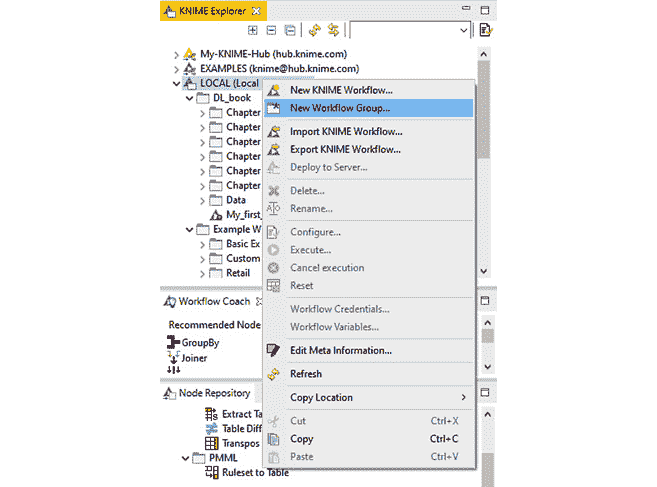 KNIME Explorer
My-KNIME-Hub (hub.knime.com)
EXAMPLES (knime@hub.knime.com)
LOCAL (Local
DL_book
Chapter
Chapter
Chapter
Chapter
Chapter
Chapter
Data
My_first_
Example W
Basic Ex
Custom
Retail
New KNIME Workflow...
New Workflow Group...
Import KNIME Workflow...
Export KNIME Workflow...
Deploy to Server...
Delete...
Rename...
Configure...
Execute...
Cancel execution
Reset
Workflow Credentials...
Workflow Variables...
Edit Meta Information...
Refresh
Copy Location
Cut Ctrl+X
Copy Ctrl+C
Paste Ctrl+V
Workflow Coach
Recommended Node
GroupBy
Joiner
Node Repository
Extract Ta
Table Diff
Transpos
PMML
Ruleset to Table